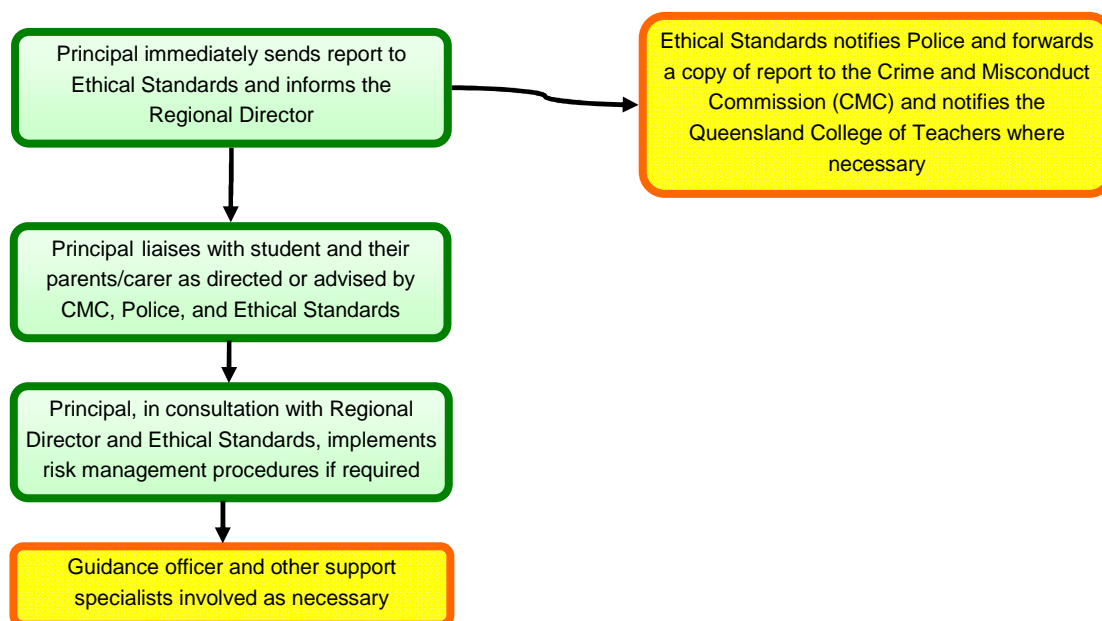 Principal immediately sends report to
Ethical Standards and informs the
Regional Director
Ethical Standards notifies Police and forwards
a copy of report to the Crime and Misconduct
Commission (CMC) and notifies the
Queensland College of Teachers where
necessary
Principal liaises with student and their
parents/carer as directed or advised by
CMC, Police, and Ethical Standards
Principal, in consultation with Regional
Director and Ethical Standards, implements
risk management procedures if required
Guidance officer and other support
specialists involved as necessary